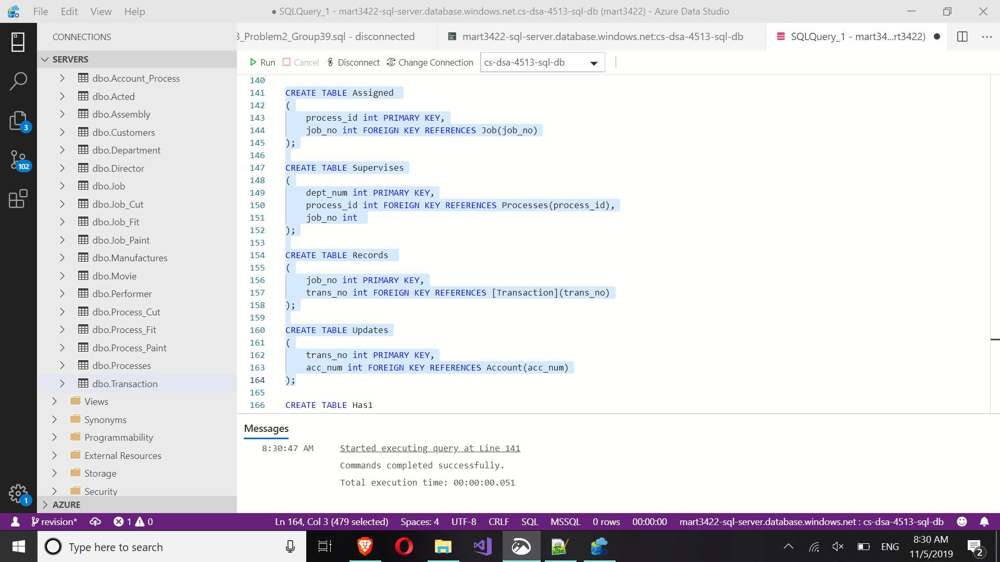 File Edit View Help
● SQLQuery_1 - mart3422-sql-server.database.windows.net.cs-dsa-4513-sql-db (mart3422) - Azure Data Studio
CONNECTIONS
3_Problem2_Group39.sql - disconnected
mart3422-sql-server.database.windows.net:cs-dsa-4513-sql-db
SQLQuery_1 - mart34...rt3422) ●
SERVERS
Run Cancel Disconnect Change Connection cs-dsa-4513-sql-db
dbo.Account_Process
dbo.Acted
dbo.Assembly
dbo.Customers
dbo.Department
dbo.Director
dbo.Job
dbo.Job_Cut
dbo.Job_Fit
dbo.Job_Paint
dbo.Manufactures
dbo.Movie
dbo.Performer
dbo.Process_Cut
dbo.Process_Fit
dbo.Process_Paint
dbo.Processes
dbo.Transaction
Views
Synonyms
Programmability
External Resources
Storage
Security
AZURE
3
102
1
140
141 CREATE TABLE Assigned
142 (
143 process_id int PRIMARY KEY,
144 job_no int FOREIGN KEY REFERENCES Job(job_no)
145 );
146
147 CREATE TABLE Supervises
148 (
149 dept_num int PRIMARY KEY,
150 process_id int FOREIGN KEY REFERENCES Processes(process_id),
151 job_no int
152 );
153
154 CREATE TABLE Records
155 (
156 job_no int PRIMARY KEY,
157 trans_no int FOREIGN KEY REFERENCES [Transaction](trans_no)
158 );
159
160 CREATE TABLE Updates
161 (
162 trans_no int PRIMARY KEY,
163 acc_num int FOREIGN KEY REFERENCES Account(acc_num)
164 );
165
166 CREATE TABLE Has1
Messages
8:30:47 AM Started executing query at Line 141
Commands completed successfully.
Total execution time: 00:00:00.051
revision* 1 0 Ln 164, Col 3 (479 selected) Spaces: 4 UTF-8 CRLF SQL MSSQL 0 rows 00:00:00 mart3422-sql-server.database.windows.net : cs-dsa-4513-sql-db
Type here to search
ENG
8:30 AM
11/5/2019
2